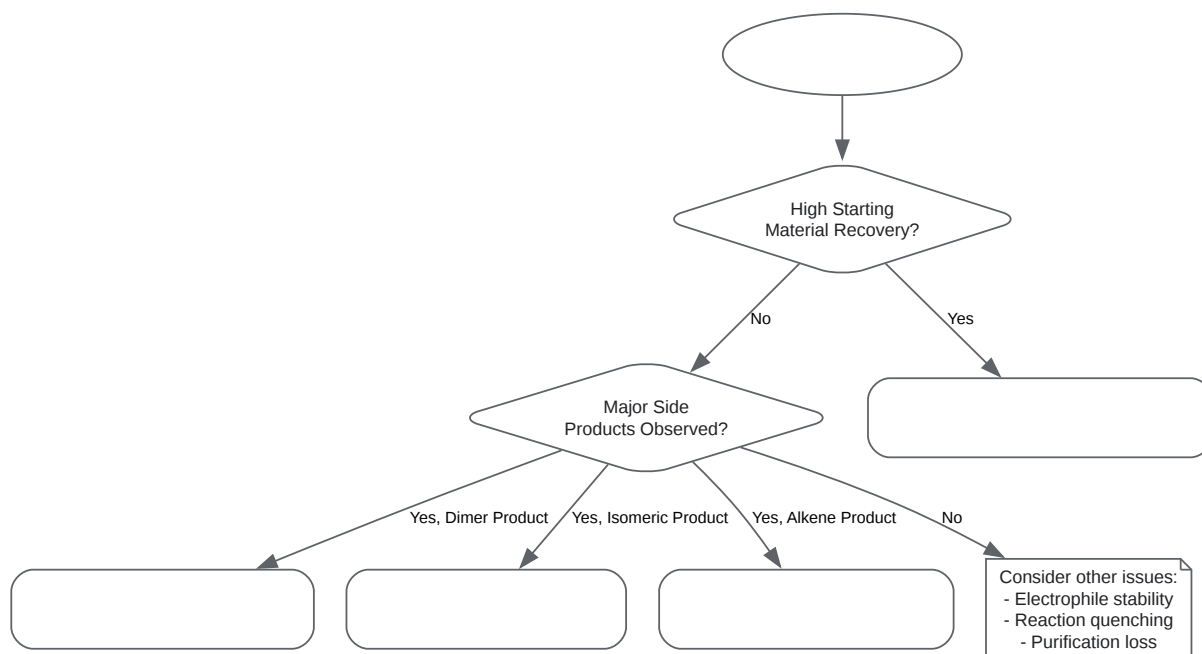 High Starting
Material Recovery?
No
Yes
Major Side
Products Observed?
Yes, Dimer Product
Yes, Isomeric Product
Yes, Alkene Product
No
Consider other issues:
- Electrophile stability
- Reaction quenching
- Purification loss